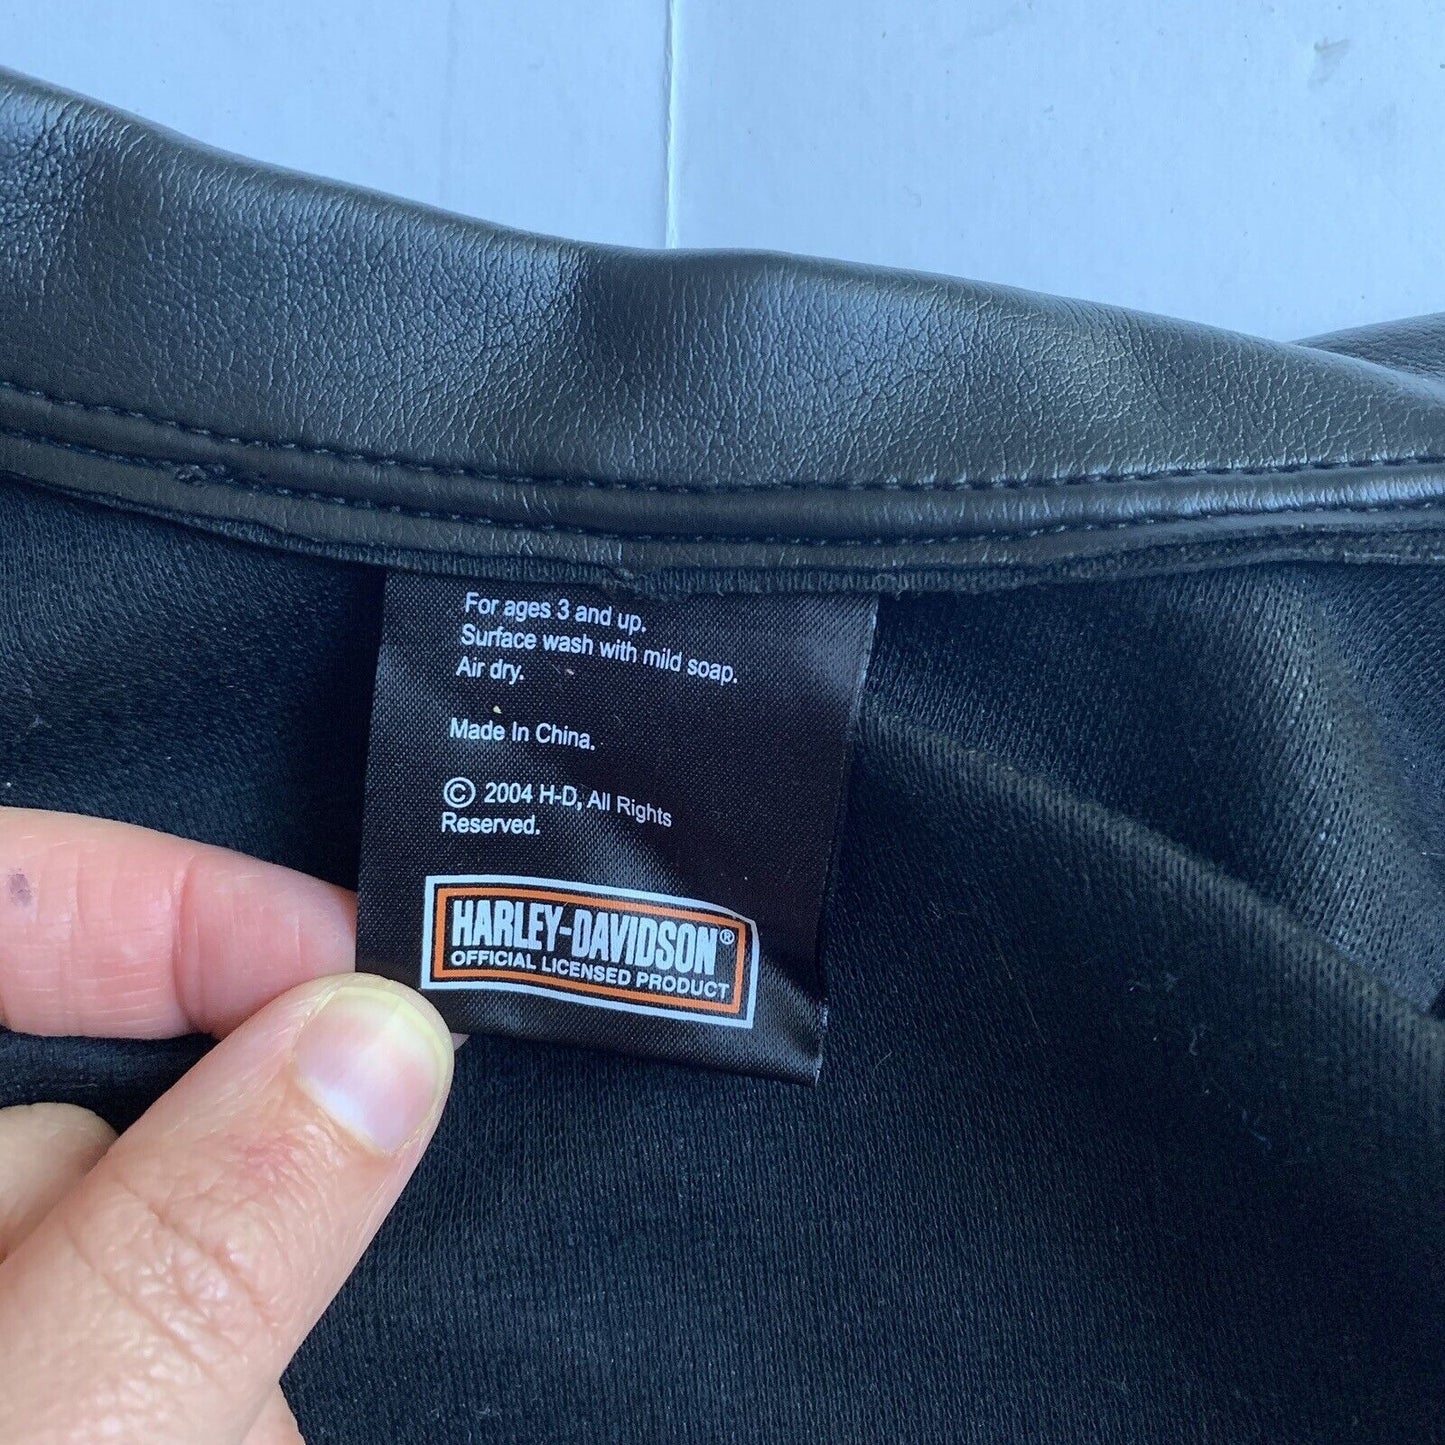 For ages 3 and up.
Surface wash with mild soap.
Air dry.
Made In China.
© 2004 H-D, All Rights
Reserved.
HARLEY-DAVIDSON®
OFFICIAL LICENSED PRODUCT